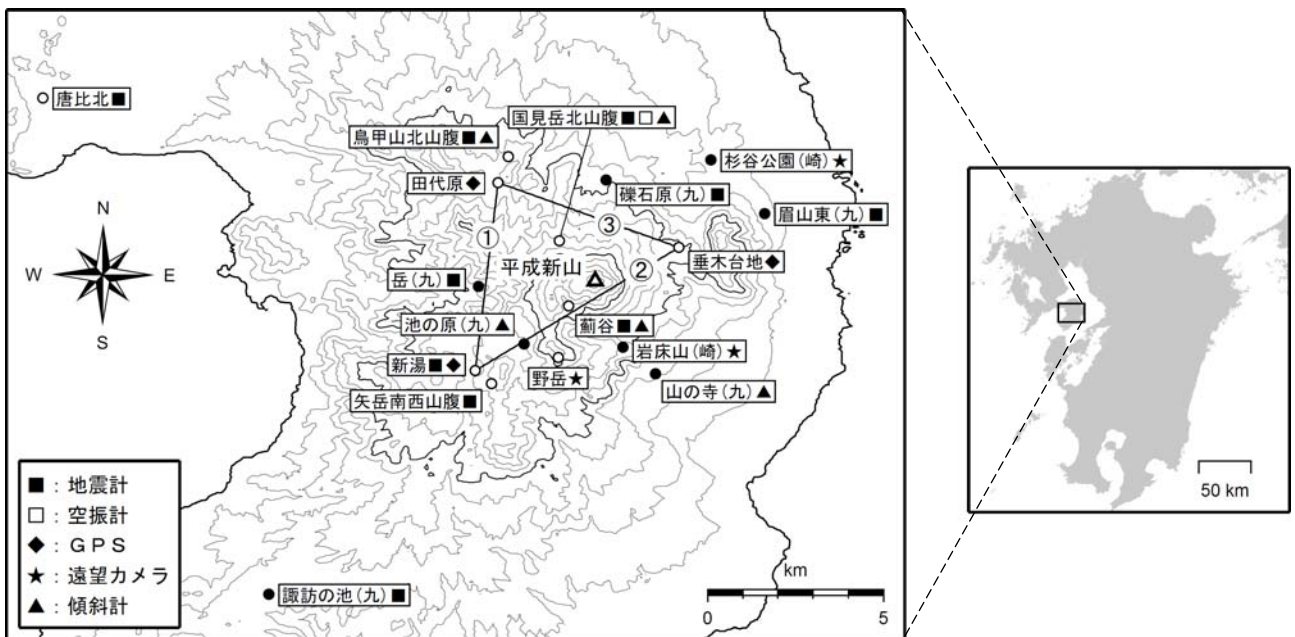 唐比北■
国見岳北山腹■□▲
鳥甲山北山腹■▲
杉谷公園(崎)★
田代原◆
礫石原(九)■
眉山東(九)■
N
W
E
S
①
③
②
垂木台地◆
平成新山
岳(九)■
池の原(九)▲
薊谷■▲
岩床山(崎)★
新湯■◆
野岳★
山の寺(九)▲
矢岳南西山腹■
■：地震計
□：空振計
◆：GPS
★：遠望カメラ
▲：傾斜計
諏訪の池(九)■
km
0 5
50 km